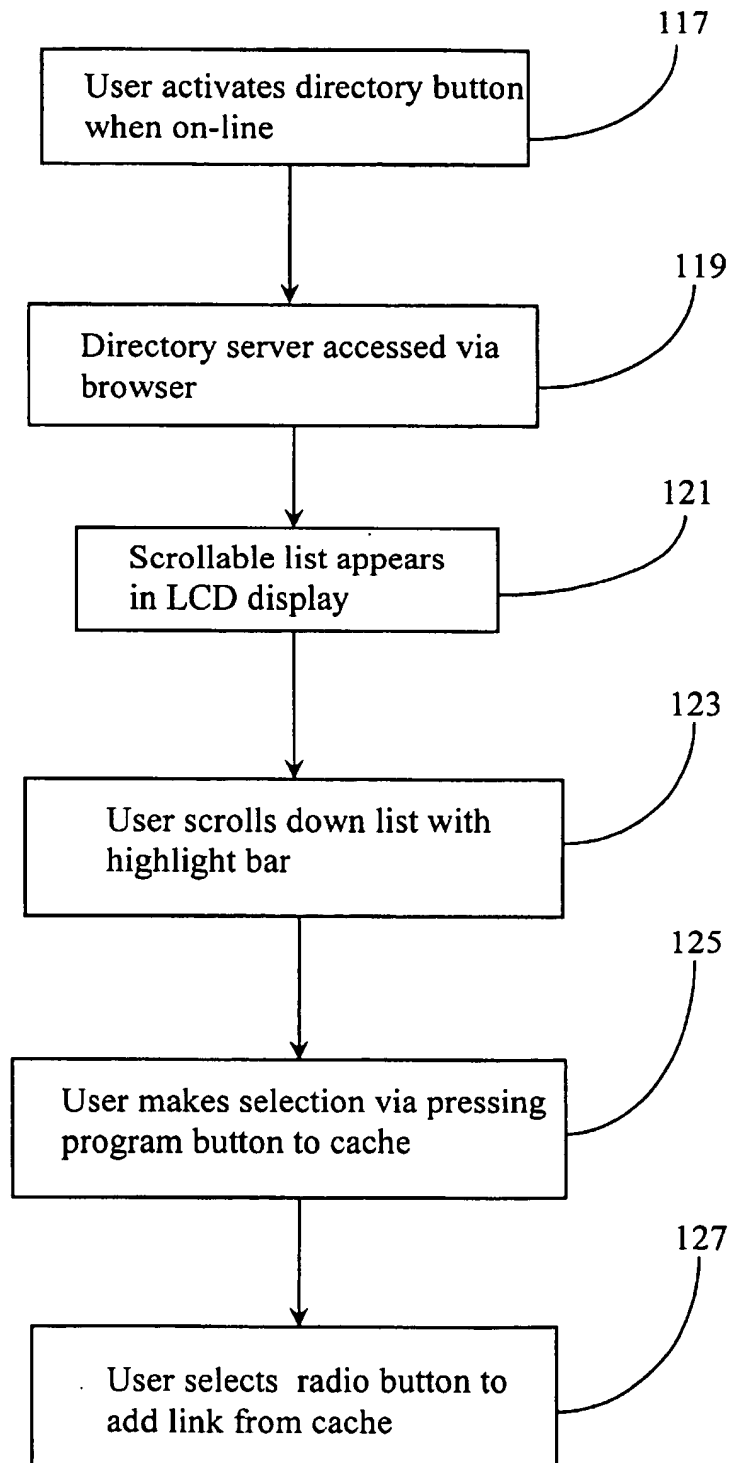 117
User activates directory button
when on-line
119
Directory server accessed via
browser
121
Scrollable list appears
in LCD display
123
User scrolls down list with
highlight bar
125
User makes selection via pressing
program button to cache
127
User selects radio button to
add link from cache